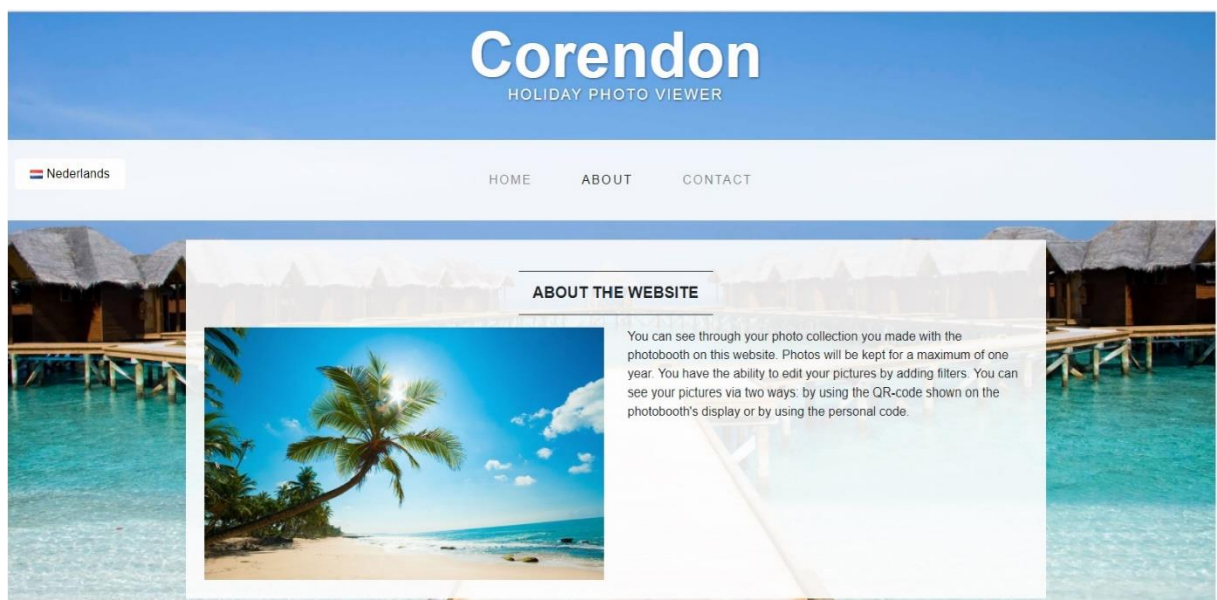 Corendon
HOLIDAY PHOTO VIEWER
Nederlands
HOME ABOUT CONTACT
ABOUT THE WEBSITE
You can see through your photo collection you made with the
photobooth on this website. Photos will be kept for a maximum of one
year. You have the ability to edit your pictures by adding filters. You can
see your pictures via two ways: by using the QR-code shown on the
photobooth's display or by using the personal code.